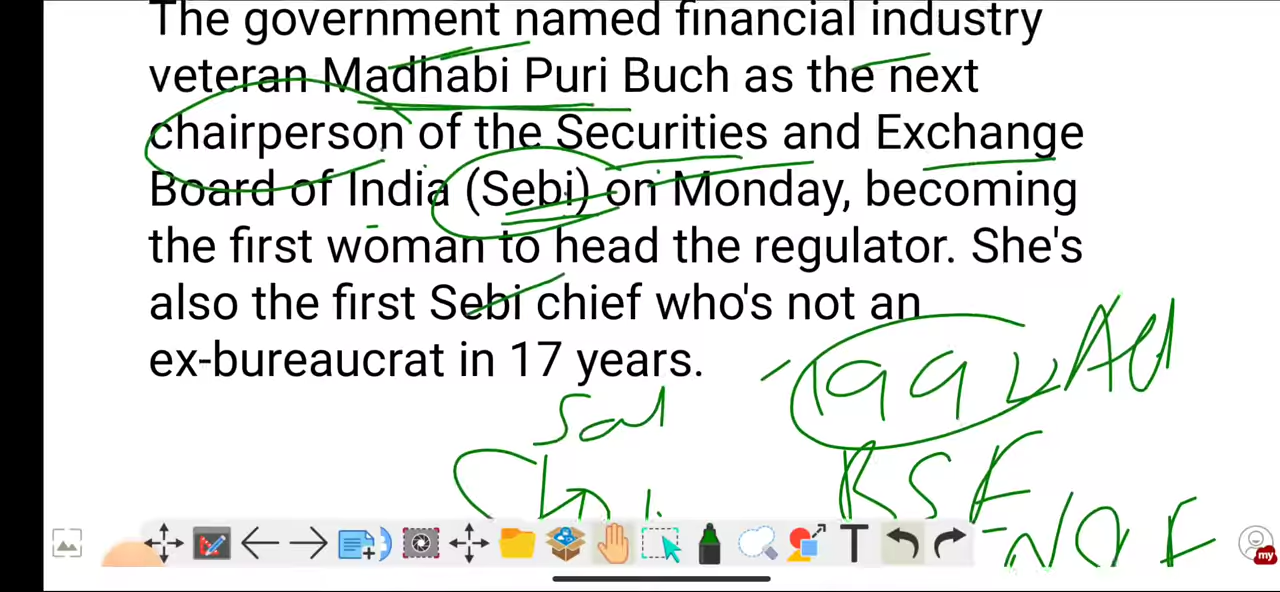 The government named financial industry
veteran Madhabi Puri Buch as the next
chairperson of the Securities and Exchange
Board of India (Sebi) on Monday, becoming
the first woman to head the regulator. She's
also the first Sebi chief who's not an
ex-bureaucrat in 17 years.
1992 Act
T
my